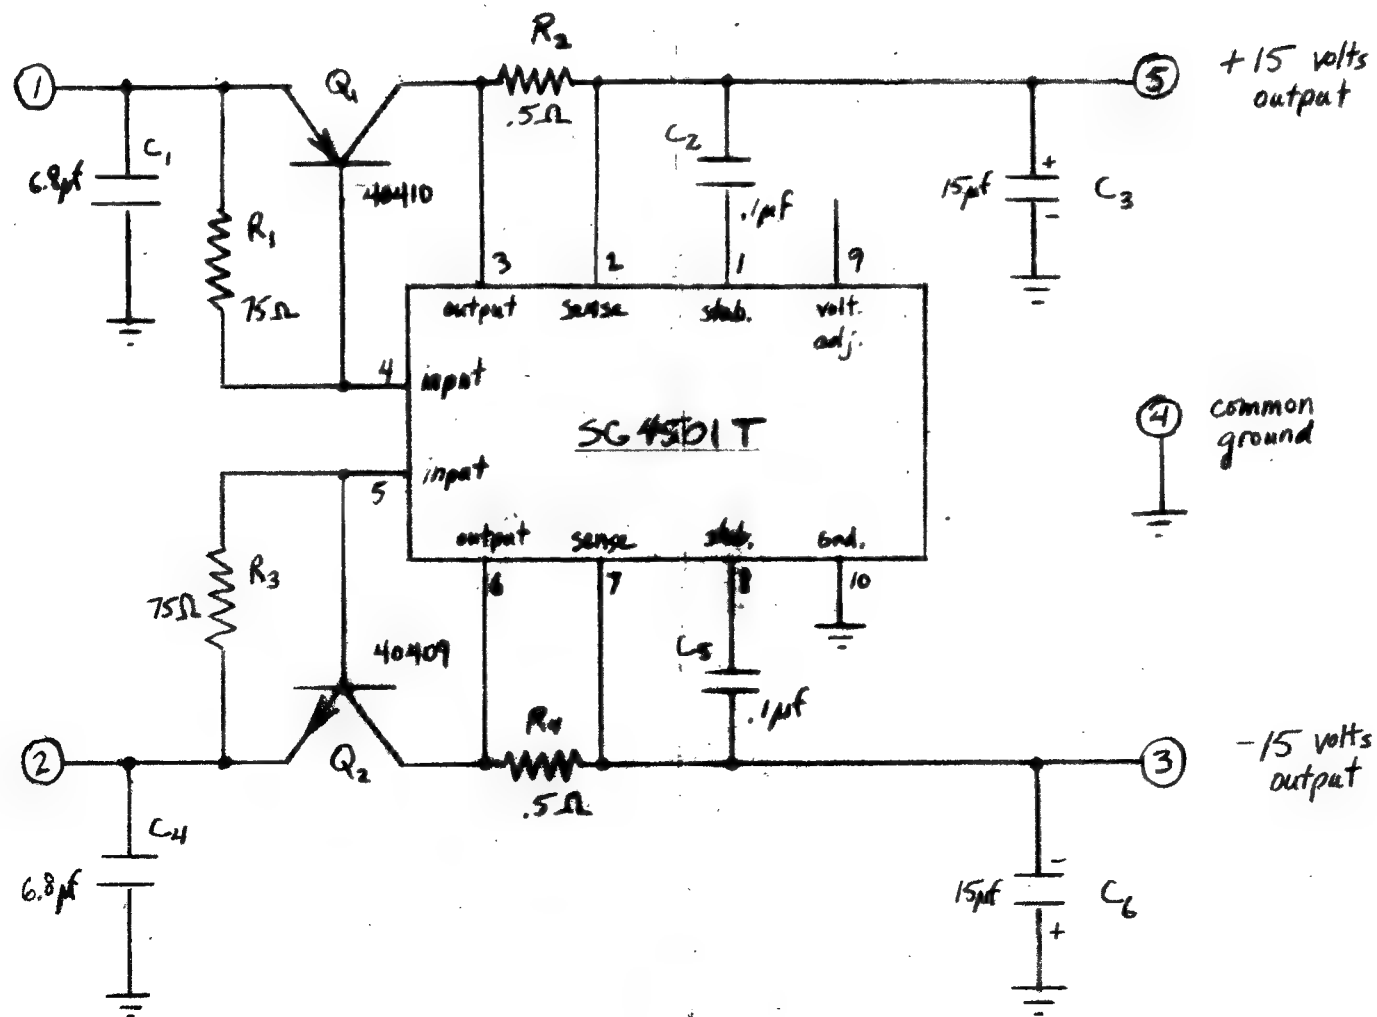 R2
1
Q1
5
+15 volts
output
.5Ω
C1
C2
6.8μf
40410
.1μf
15μf
+
-
C3
R1
75Ω
3
2
1
9
output
sense
stab.
volt.
adj.
4
input
SG4501T
4
common
ground
input
5
output
sense
stab.
Gnd.
6
7
8
10
R3
75Ω
40409
C5
.1μf
R4
2
Q2
.5Ω
3
-15 volts
output
C4
6.8μf
15μf
-
+
C6